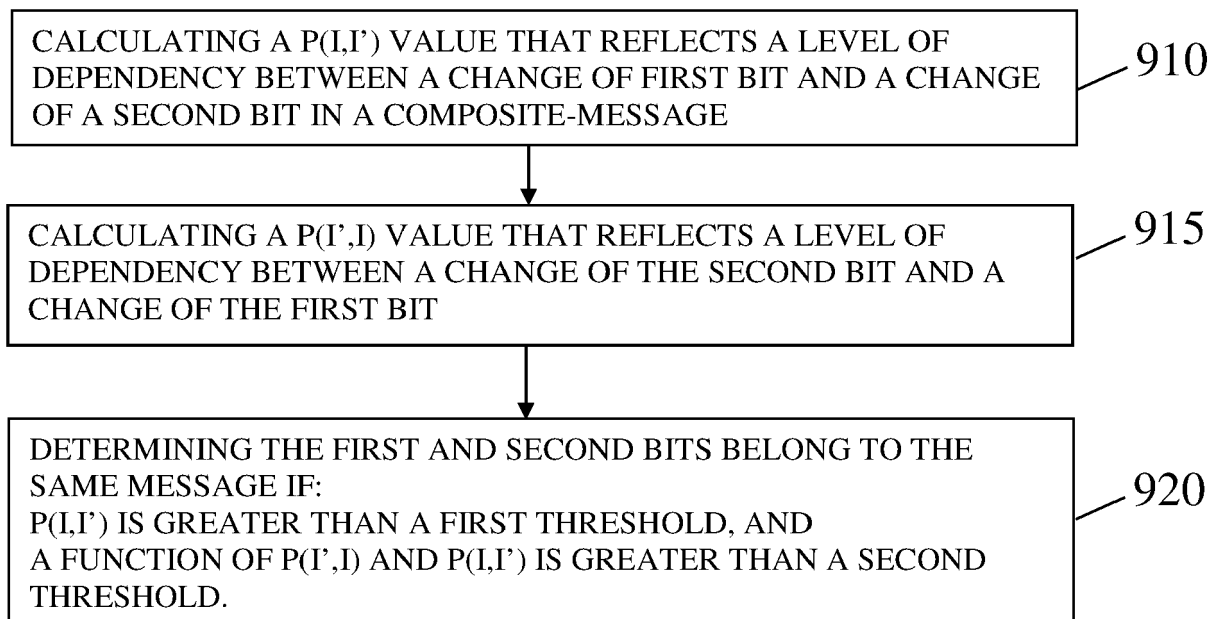 CALCULATING A P(I,I’) VALUE THAT REFLECTS A LEVEL OF
DEPENDENCY BETWEEN A CHANGE OF FIRST BIT AND A CHANGE
OF A SECOND BIT IN A COMPOSITE-MESSAGE
910
CALCULATING A P(I’,I) VALUE THAT REFLECTS A LEVEL OF
DEPENDENCY BETWEEN A CHANGE OF THE SECOND BIT AND A
CHANGE OF THE FIRST BIT
915
DETERMINING THE FIRST AND SECOND BITS BELONG TO THE
SAME MESSAGE IF:
P(I,I’) IS GREATER THAN A FIRST THRESHOLD, AND
A FUNCTION OF P(I’,I) AND P(I,I’) IS GREATER THAN A SECOND
THRESHOLD.
920